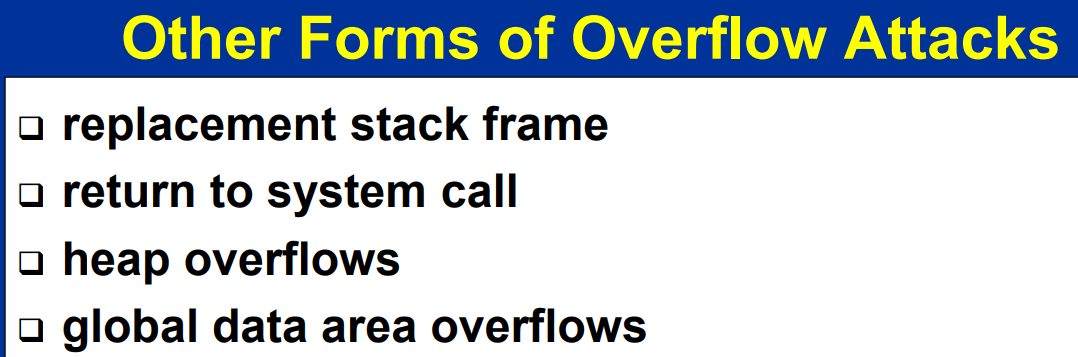 Other Forms of Overflow Attacks
replacement stack frame
return to system call
heap overflows
global data area overflows